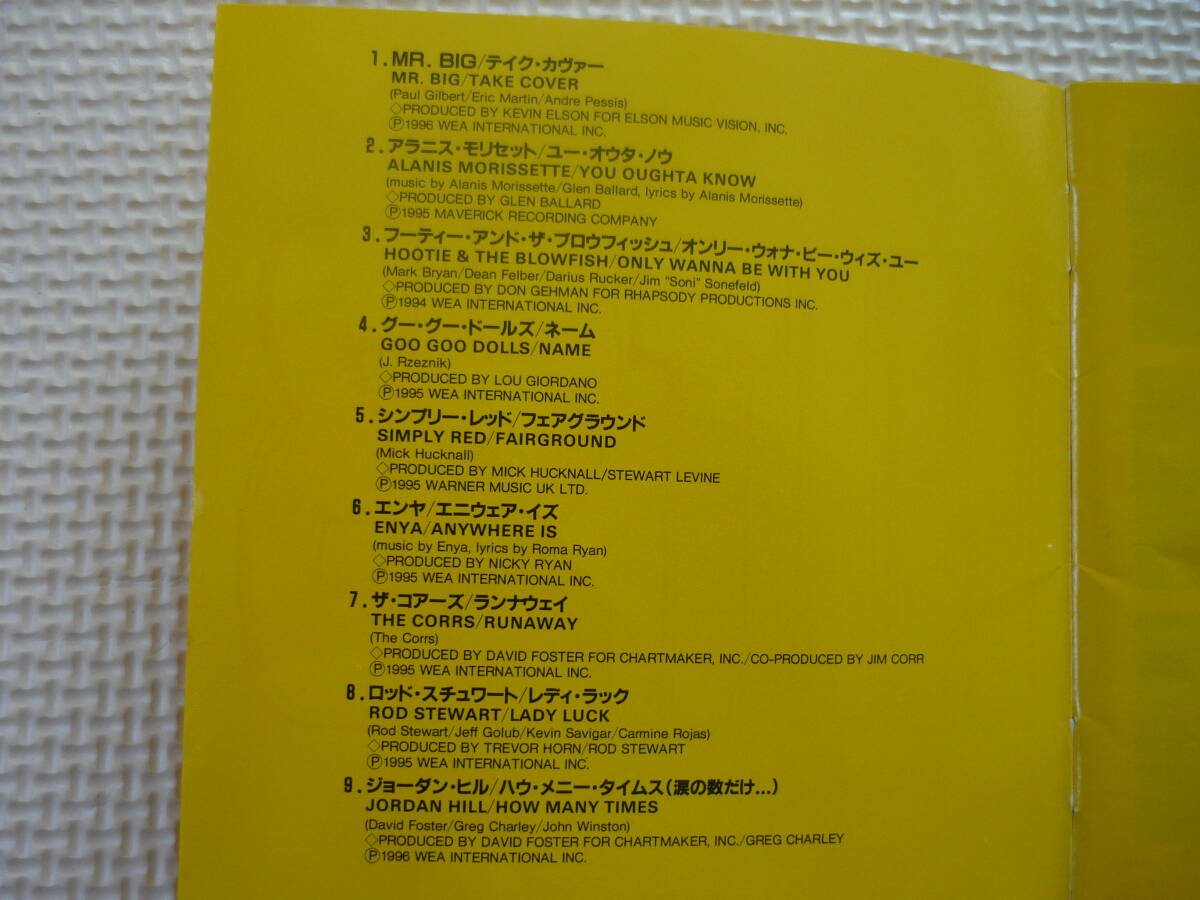 1. MR. BIG/テイク・カヴァー
MR. BIG/TAKE COVER
(Paul Gilbert/Eric Martin/Andre Pessis)
◇PRODUCED BY KEVIN ELSON FOR ELSON MUSIC VISION, INC.
Ⓟ1996 WEA INTERNATIONAL INC.
2. アラニス・モリセット/ユー・オウタ・ノウ
ALANIS MORISSETTE/YOU OUGHTA KNOW
(music by Alanis Morissette/Glen Ballard, lyrics by Alanis Morissette)
◇PRODUCED BY GLEN BALLARD
Ⓟ1995 MAVERICK RECORDING COMPANY
3. フーティー・アンド・ザ・ブロウフィッシュ/オンリー・ウォナ・ビー・ウィズ・ユー
HOOTIE & THE BLOWFISH/ONLY WANNA BE WITH YOU
(Mark Bryan/Dean Felber/Darius Rucker/Jim "Soni" Sonefeld)
◇PRODUCED BY DON GEHMAN FOR RHAPSODY PRODUCTIONS INC.
Ⓟ1994 WEA INTERNATIONAL INC.
4. グー・グー・ドールズ/ネーム
GOO GOO DOLLS/NAME
(J. Rzeznik)
◇PRODUCED BY LOU GIORDANO
Ⓟ1995 WEA INTERNATIONAL INC.
5. シンプリー・レッド/フェアグラウンド
SIMPLY RED/FAIRGROUND
(Mick Hucknall)
◇PRODUCED BY MICK HUCKNALL/STEWART LEVINE
Ⓟ1995 WARNER MUSIC UK LTD.
6. エンヤ/エニウェア・イズ
ENYA/ANYWHERE IS
(music by Enya, lyrics by Roma Ryan)
◇PRODUCED BY NICKY RYAN
Ⓟ1995 WEA INTERNATIONAL INC.
7. ザ・コアーズ/ランナウェイ
THE CORRS/RUNAWAY
(The Corrs)
◇PRODUCED BY DAVID FOSTER FOR CHARTMAKER, INC./CO-PRODUCED BY JIM CORR
Ⓟ1995 WEA INTERNATIONAL INC.
8. ロッド・スチュワート/レディ・ラック
ROD STEWART/LADY LUCK
(Rod Stewart/Jeff Golub/Kevin Savigar/Carmine Rojas)
◇PRODUCED BY TREVOR HORN/ROD STEWART
Ⓟ1995 WEA INTERNATIONAL INC.
9. ジョーダン・ヒル/ハウ・メニー・タイムス(涙の数だけ...)
JORDAN HILL/HOW MANY TIMES
(David Foster/Greg Charley/John Winston)
◇PRODUCED BY DAVID FOSTER FOR CHARTMAKER, INC./GREG CHARLEY
Ⓟ1996 WEA INTERNATIONAL INC.